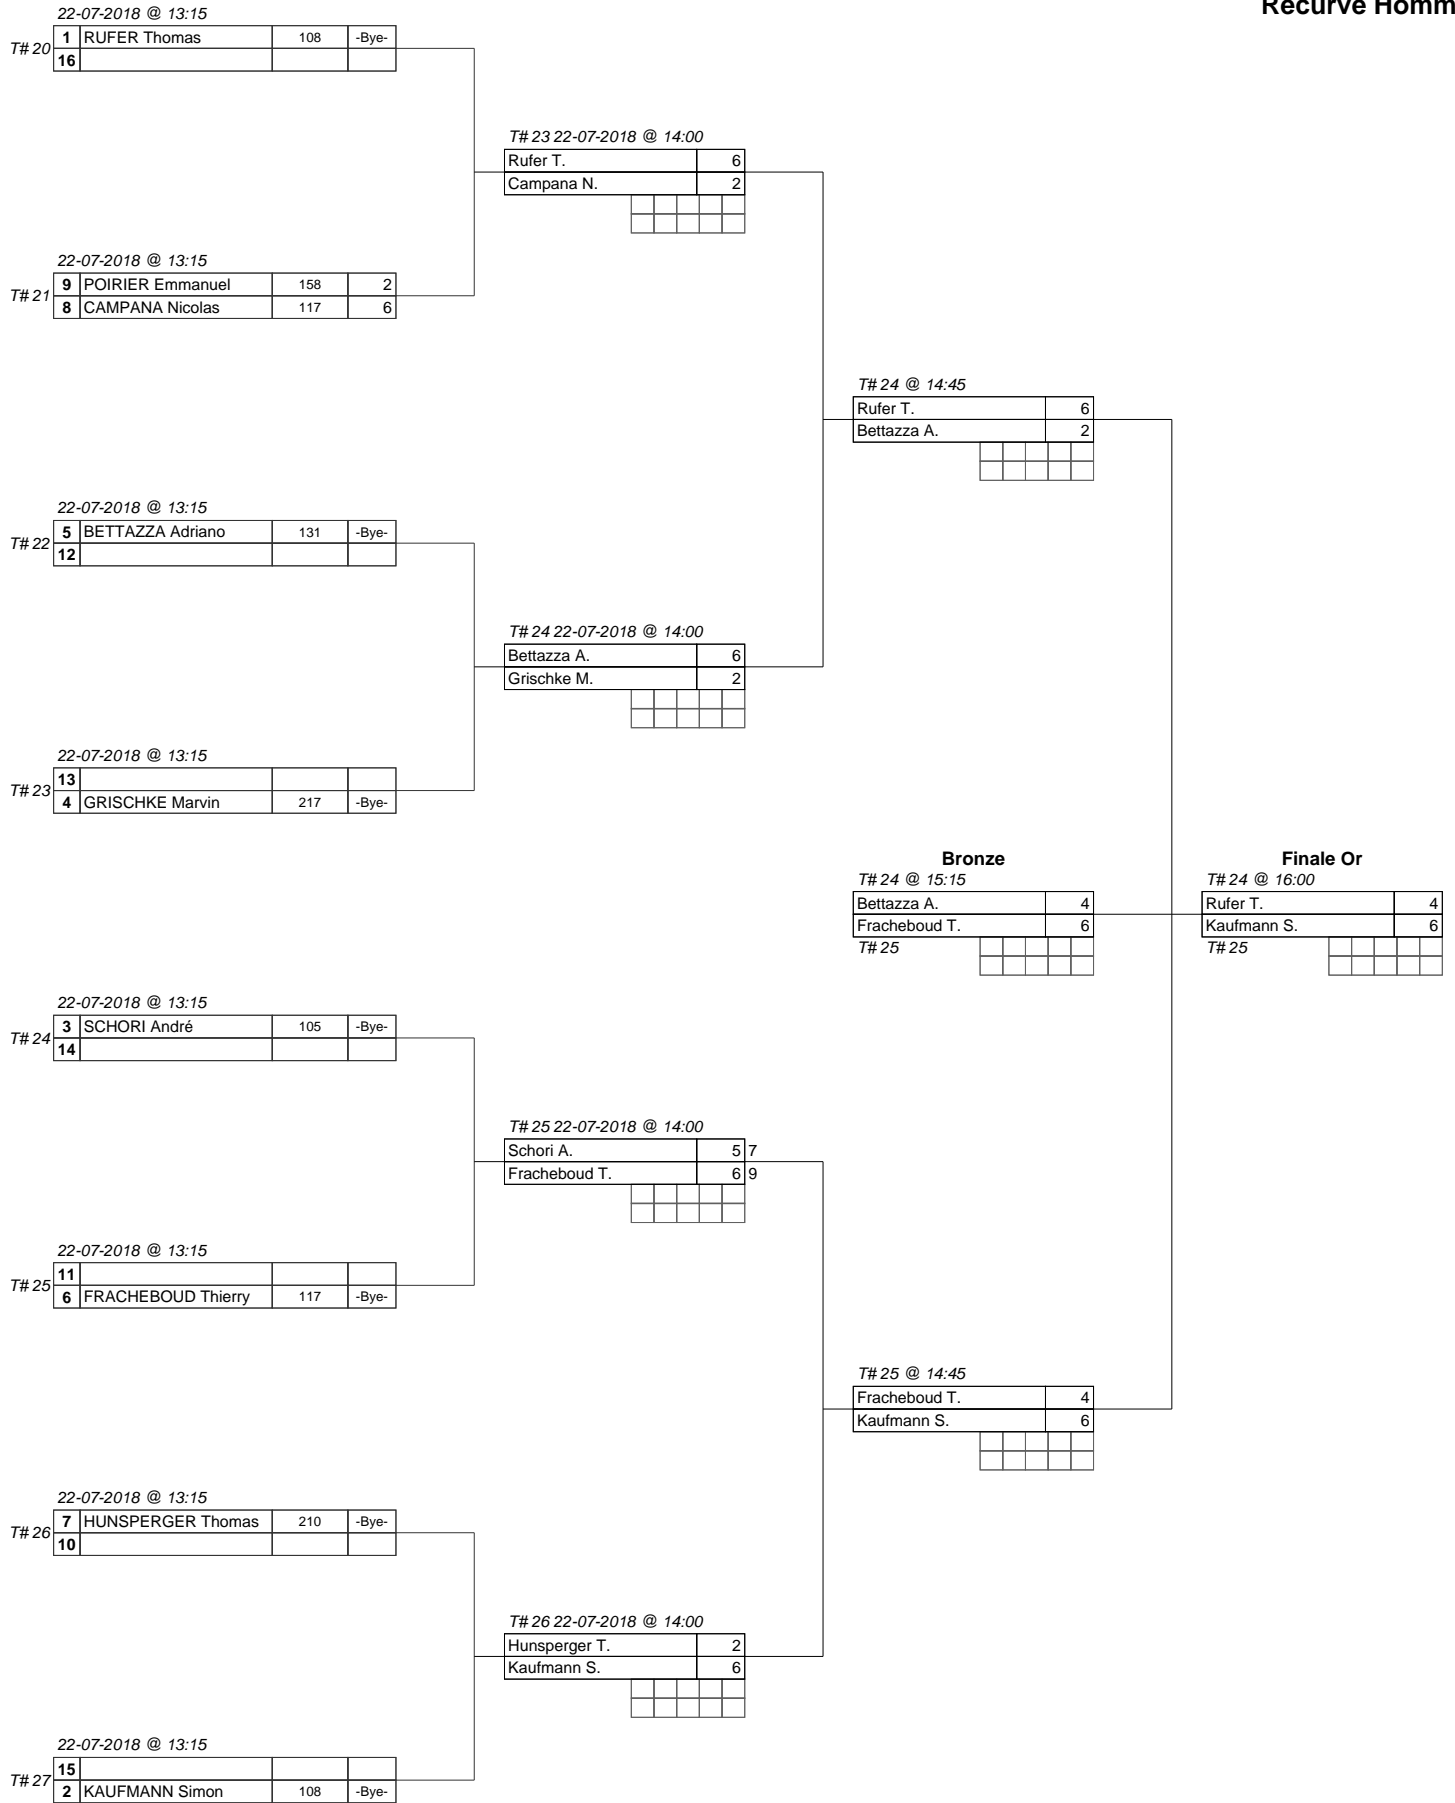 Recurve Homm
22-07-2018 @ 13:15
T# 20
1 RUFER Thomas 108 -Bye-
16
T# 23 22-07-2018 @ 14:00
Rufer T. 6
Campana N. 2
22-07-2018 @ 13:15
T# 21
9 POIRIER Emmanuel 158 2
8 CAMPANA Nicolas 117 6
T# 24 @ 14:45
Rufer T. 6
Bettazza A. 2
22-07-2018 @ 13:15
T# 22
5 BETTAZZA Adriano 131 -Bye-
12
T# 24 22-07-2018 @ 14:00
Bettazza A. 6
Grischke M. 2
22-07-2018 @ 13:15
T# 23
13
4 GRISCHKE Marvin 217 -Bye-
Bronze
T# 24 @ 15:15
Bettazza A. 4
Fracheboud T. 6
T# 25
Finale Or
T# 24 @ 16:00
Rufer T. 4
Kaufmann S. 6
T# 25
22-07-2018 @ 13:15
T# 24
3 SCHORI André 105 -Bye-
14
T# 25 22-07-2018 @ 14:00
Schori A. 5 7
Fracheboud T. 6 9
22-07-2018 @ 13:15
T# 25
11
6 FRACHEBOUD Thierry 117 -Bye-
T# 25 @ 14:45
Fracheboud T. 4
Kaufmann S. 6
22-07-2018 @ 13:15
T# 26
7 HUNSPERGER Thomas 210 -Bye-
10
T# 26 22-07-2018 @ 14:00
Hunsperger T. 2
Kaufmann S. 6
22-07-2018 @ 13:15
T# 27
15
2 KAUFMANN Simon 108 -Bye-